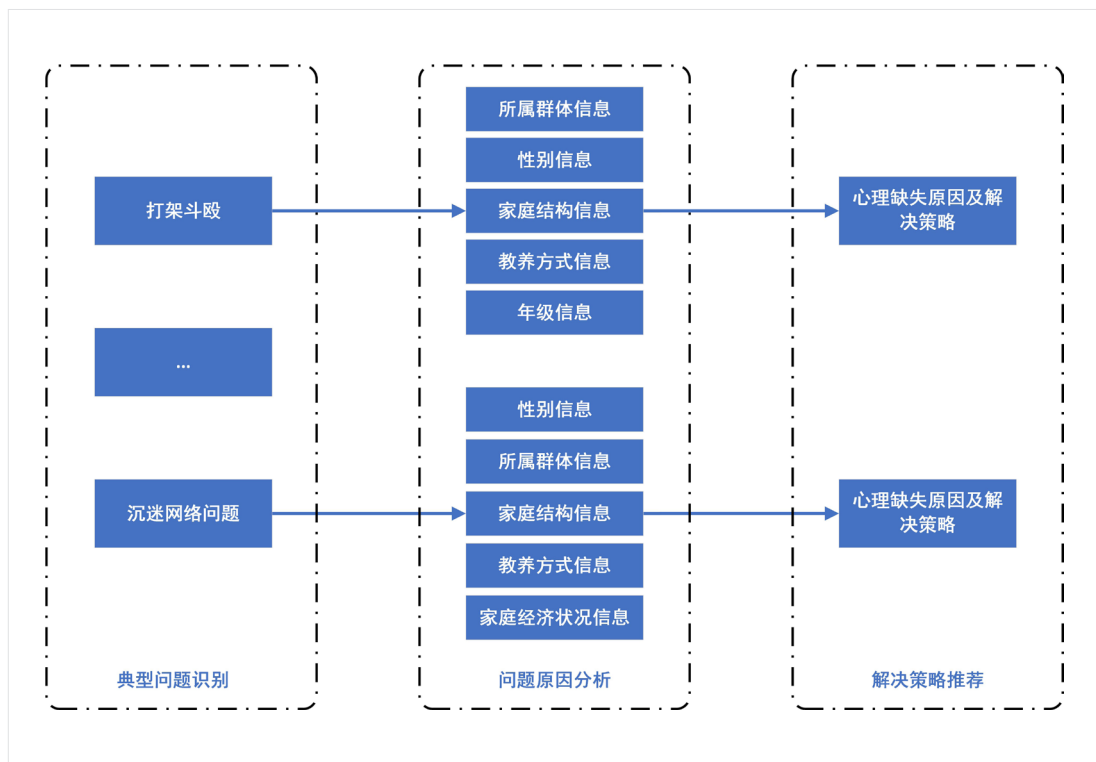 打架斗殴
...
沉迷网络问题
典型问题识别
所属群体信息
性别信息
家庭结构信息
教养方式信息
年级信息
性别信息
所属群体信息
家庭结构信息
教养方式信息
家庭经济状况信息
问题原因分析
心理缺失原因及解
决策略
心理缺失原因及解
决策略
解决策略推荐